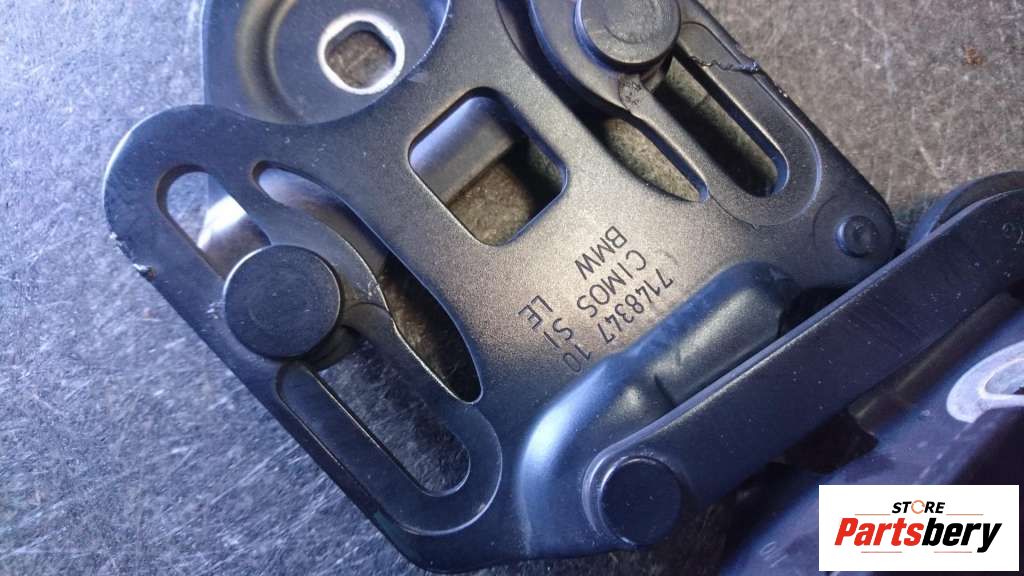 7148347 10
CIMOS SI
BMW LE
STORE
Partsbery